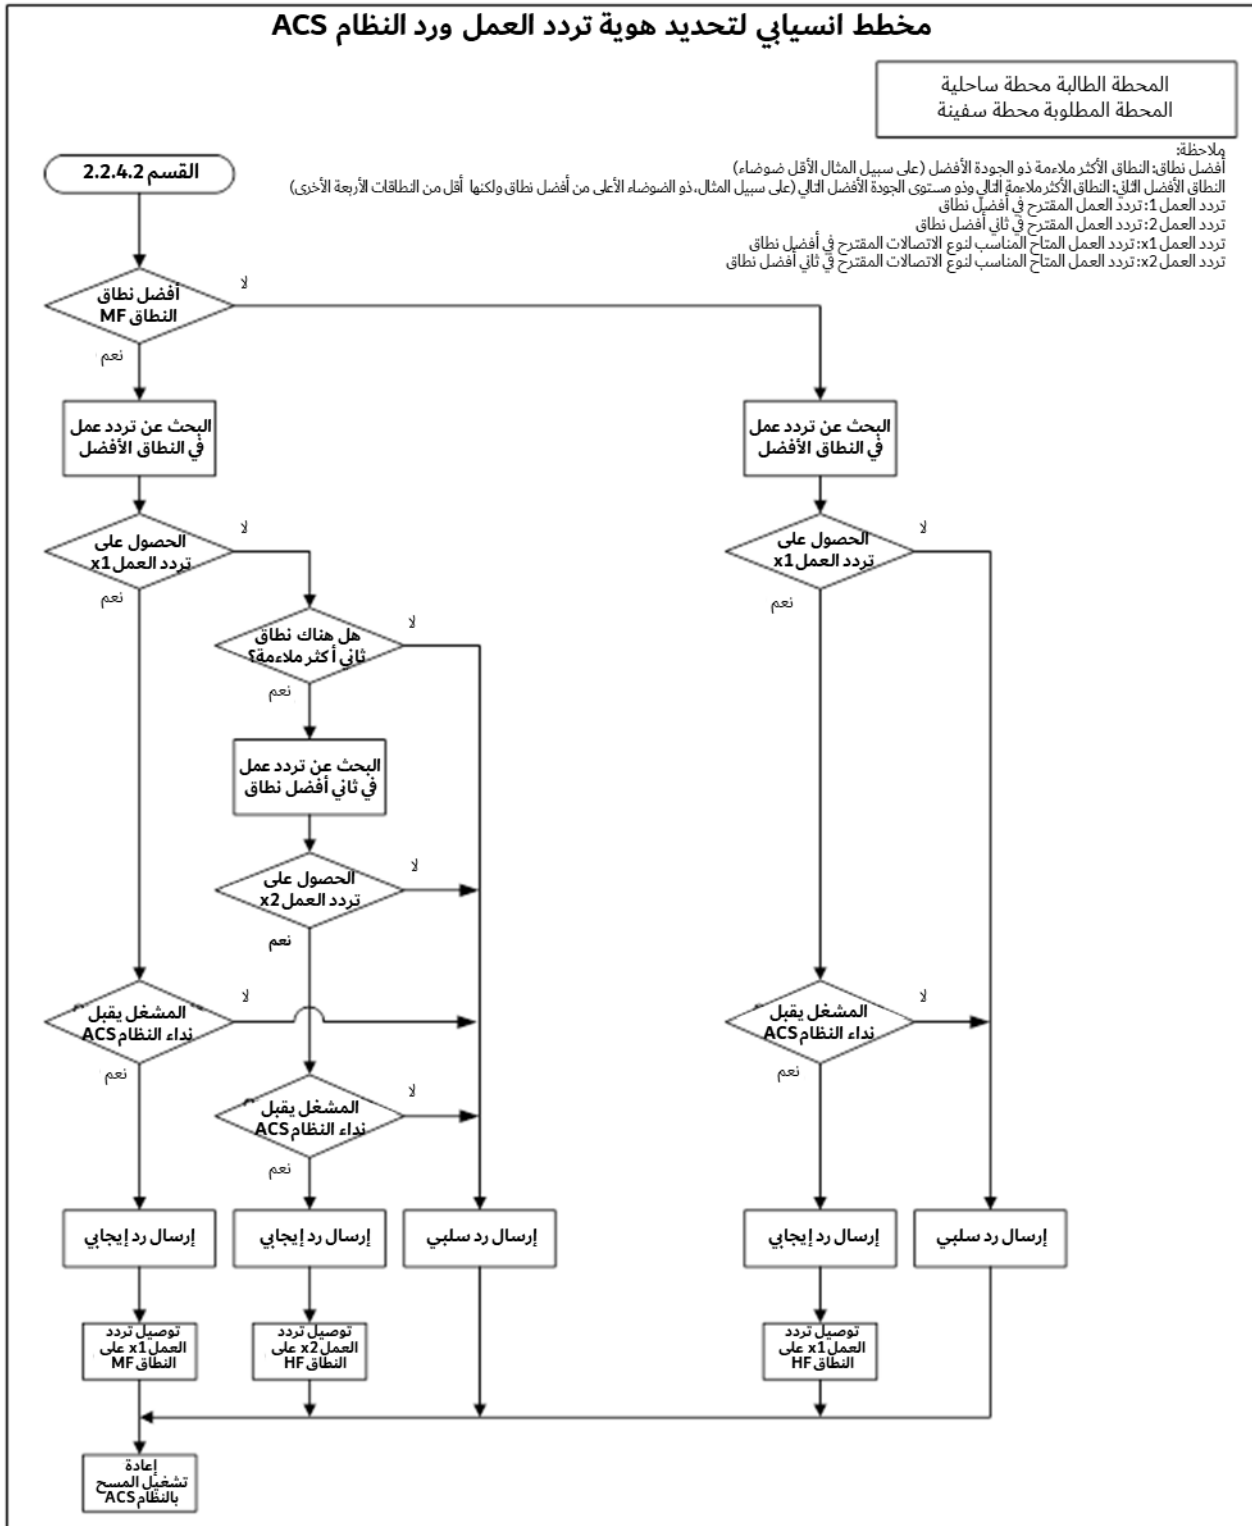 مخطط انسيابي لتحديد هوية تردد العمل ورد النظام ACS
المحطة الطالبة محطة ساحلية
المحطة المطلوبة محطة سفينة
ملاحظة:
أفضل نطاق: النطاق الأكثر ملاءمة ذو الجودة الأفضل (على سبيل المثال الأقل ضوضاء)
النطاق الأفضل الثاني: النطاق الأكثر ملاءمة التالي وذو مستوى الجودة الأفضل التالي (على سبيل المثال، ذو الضوضاء الأعلى من أفضل نطاق ولكنها أقل من النطاقات الأربعة الأخرى)
تردد العمل 1: تردد العمل المقترح في أفضل نطاق
تردد العمل 2: تردد العمل المقترح في ثاني أفضل نطاق
تردد العمل x1: تردد العمل المتاح المناسب لنوع الاتصالات المقترح في أفضل نطاق
تردد العمل x2: تردد العمل المتاح المناسب لنوع الاتصالات المقترح في ثاني أفضل نطاق
القسم 2.2.4.2
أفضل نطاق
النطاق MF
لا
نعم
البحث عن تردد عمل
في النطاق الأفضل
البحث عن تردد عمل
في النطاق الأفضل
الحصول على
تردد العمل x1
لا
نعم
الحصول على
تردد العمل x1
لا
نعم
هل هناك نطاق
ثاني أكثر ملاءمة؟
لا
نعم
البحث عن تردد عمل
في ثاني أفضل نطاق
الحصول على
تردد العمل x2
لا
نعم
المشغل يقبل
نداء النظام ACS
لا
نعم
المشغل يقبل
نداء النظام ACS
لا
نعم
المشغل يقبل
نداء النظام ACS
لا
نعم
إرسال رد إيجابي
إرسال رد إيجابي
إرسال رد سلبي
إرسال رد إيجابي
إرسال رد سلبي
توصيل تردد
العمل x1 على
النطاق MF
توصيل تردد
العمل x2 على
النطاق HF
توصيل تردد
العمل x1 على
النطاق HF
إعادة
تشغيل المسح
بالنظام ACS